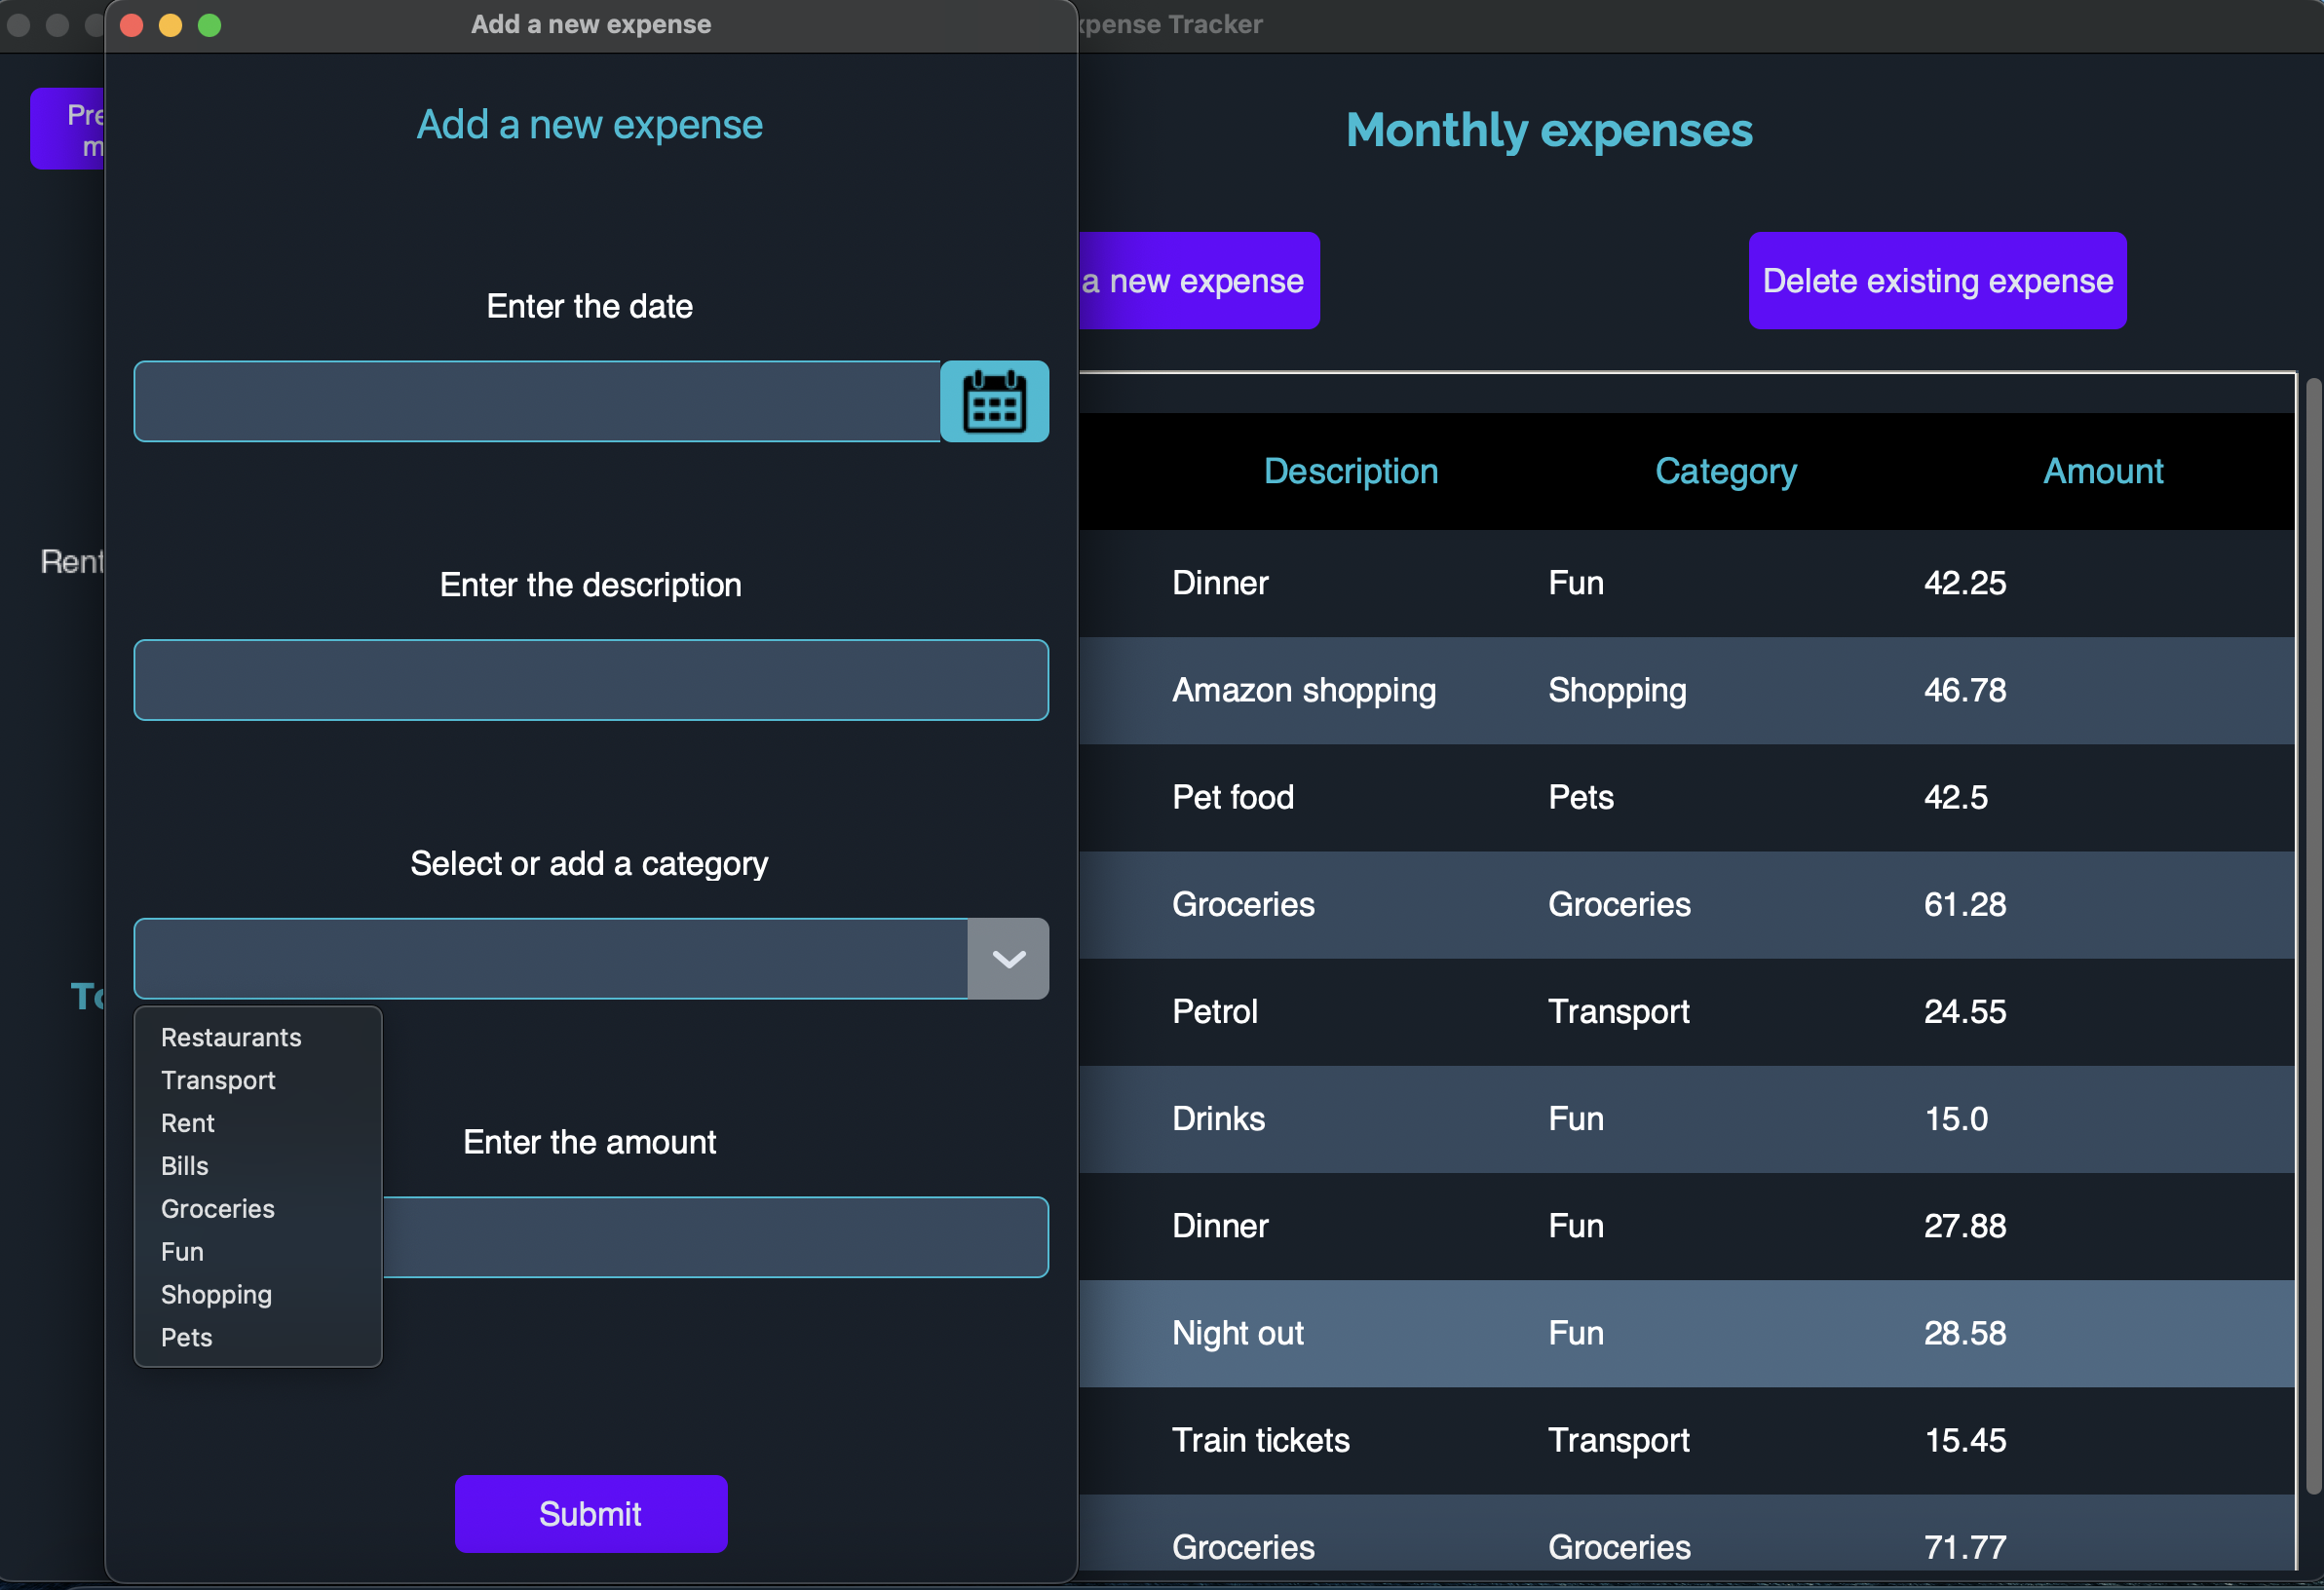 Add a new expense
xpense Tracker
Pre
m
Add a new expense
Monthly expenses
a new expense
Delete existing expense
Enter the date
Description Category Amount
Rent
Enter the description
Dinner Fun 42.25
Amazon shopping Shopping 46.78
Pet food Pets 42.5
Select or add a category
Groceries Groceries 61.28
To
Petrol Transport 24.55
Restaurants
Transport
Rent
Bills
Groceries
Fun
Shopping
Pets
Enter the amount
Drinks Fun 15.0
Dinner Fun 27.88
Night out Fun 28.58
Train tickets Transport 15.45
Submit
Groceries Groceries 71.77